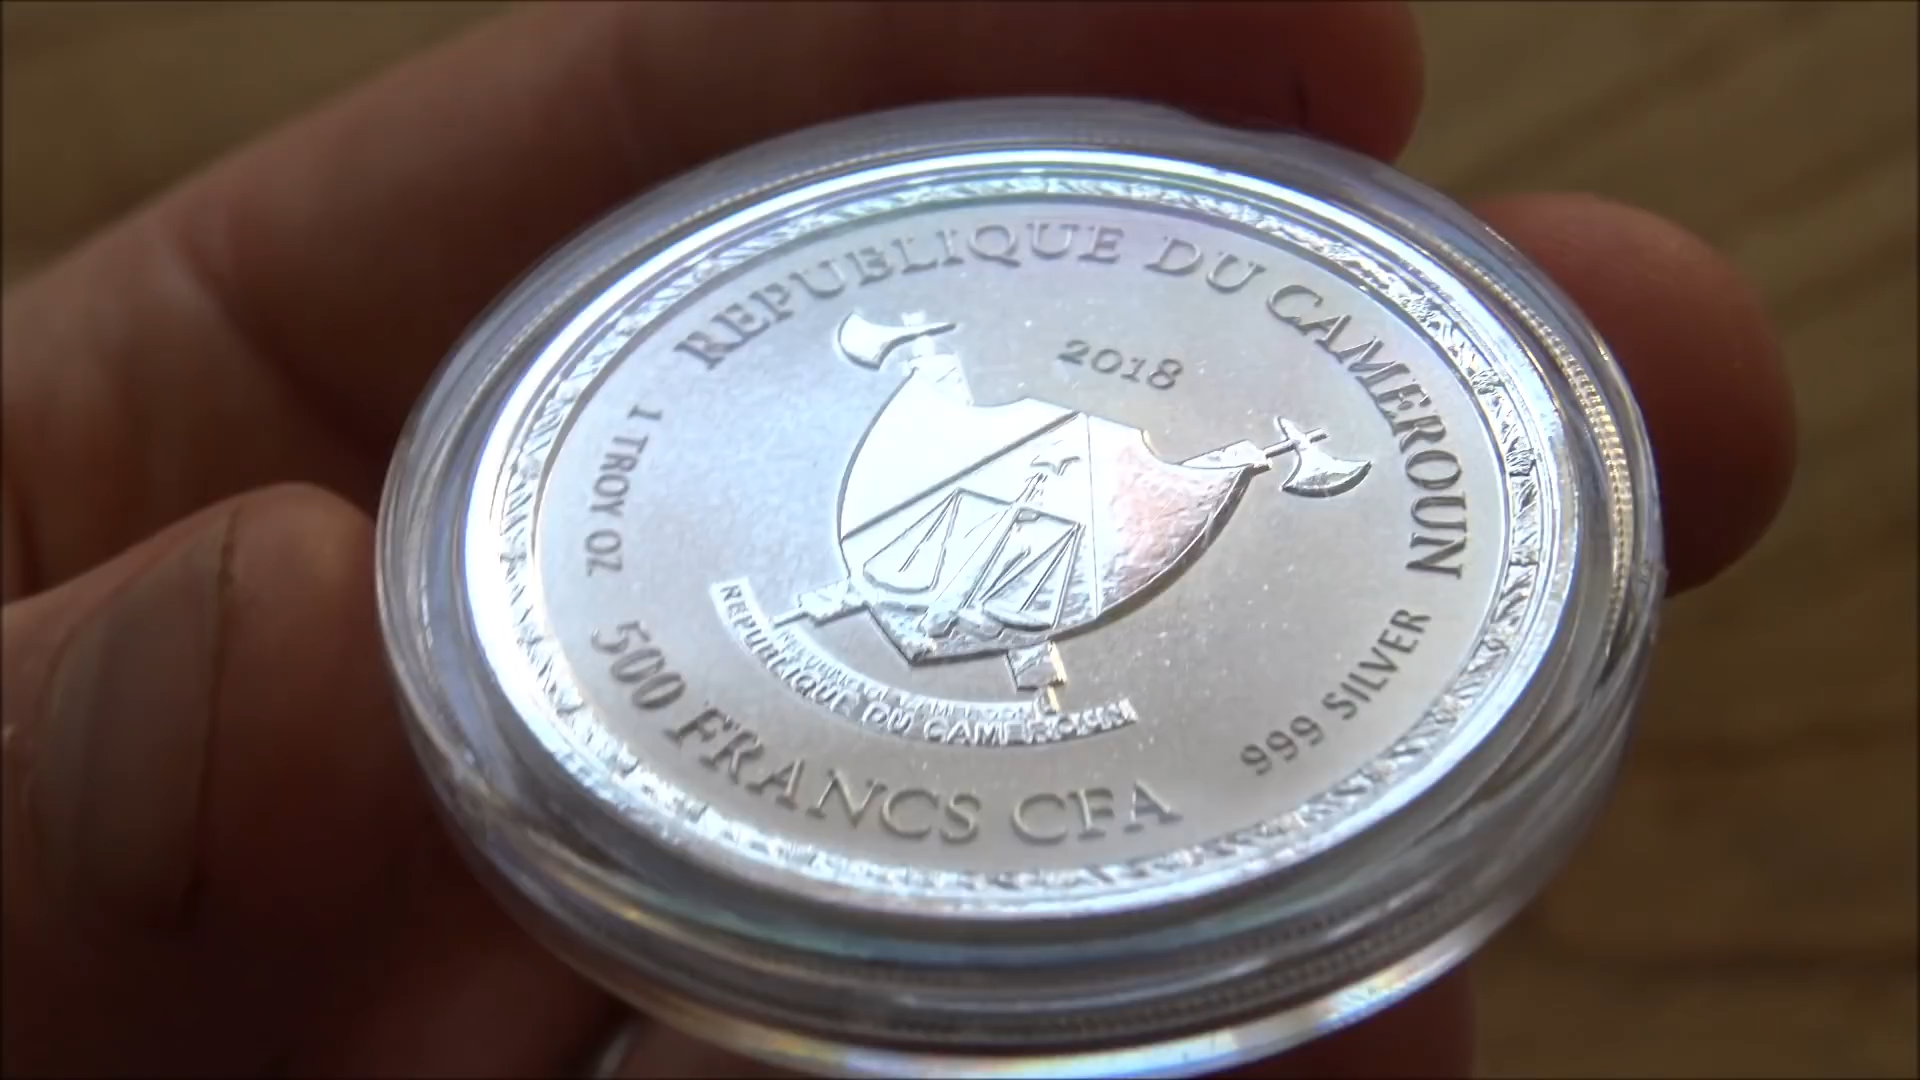 REPUBLIQUE DU CAMEROUN
2018
1 TROY OZ
REPUBLIQUE DU CAMEROUN
500 FRANCS CFA
999 SILVER